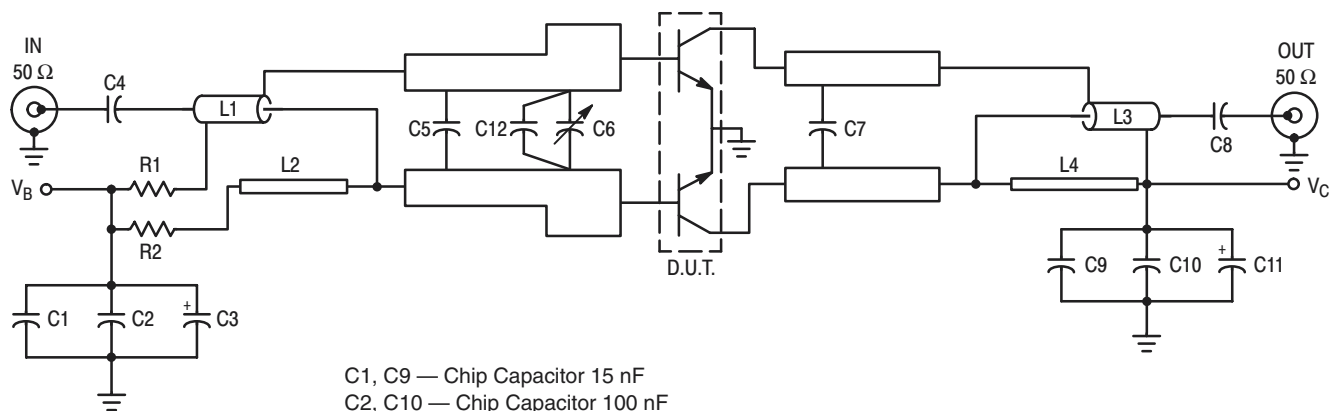 IN
50 Ω
C4
L1
R1
V_B
R2
L2
C1
C2
C3
C5
C12
C6
D.U.T.
C7
L3
L4
C8
OUT
50 Ω
V_C
C9
C10
+
C11
+
C1, C9 — Chip Capacitor 15 nF
C2, C10 — Chip Capacitor 100 nF